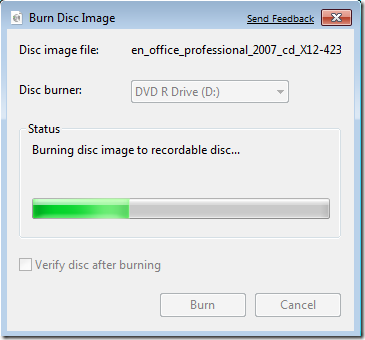 Burn Disc Image Send Feedback
Disc image file: en_office_professional_2007_cd_X12-423
Disc burner: DVD R Drive (D:)
Status
Burning disc image to recordable disc...
Verify disc after burning
Burn Cancel